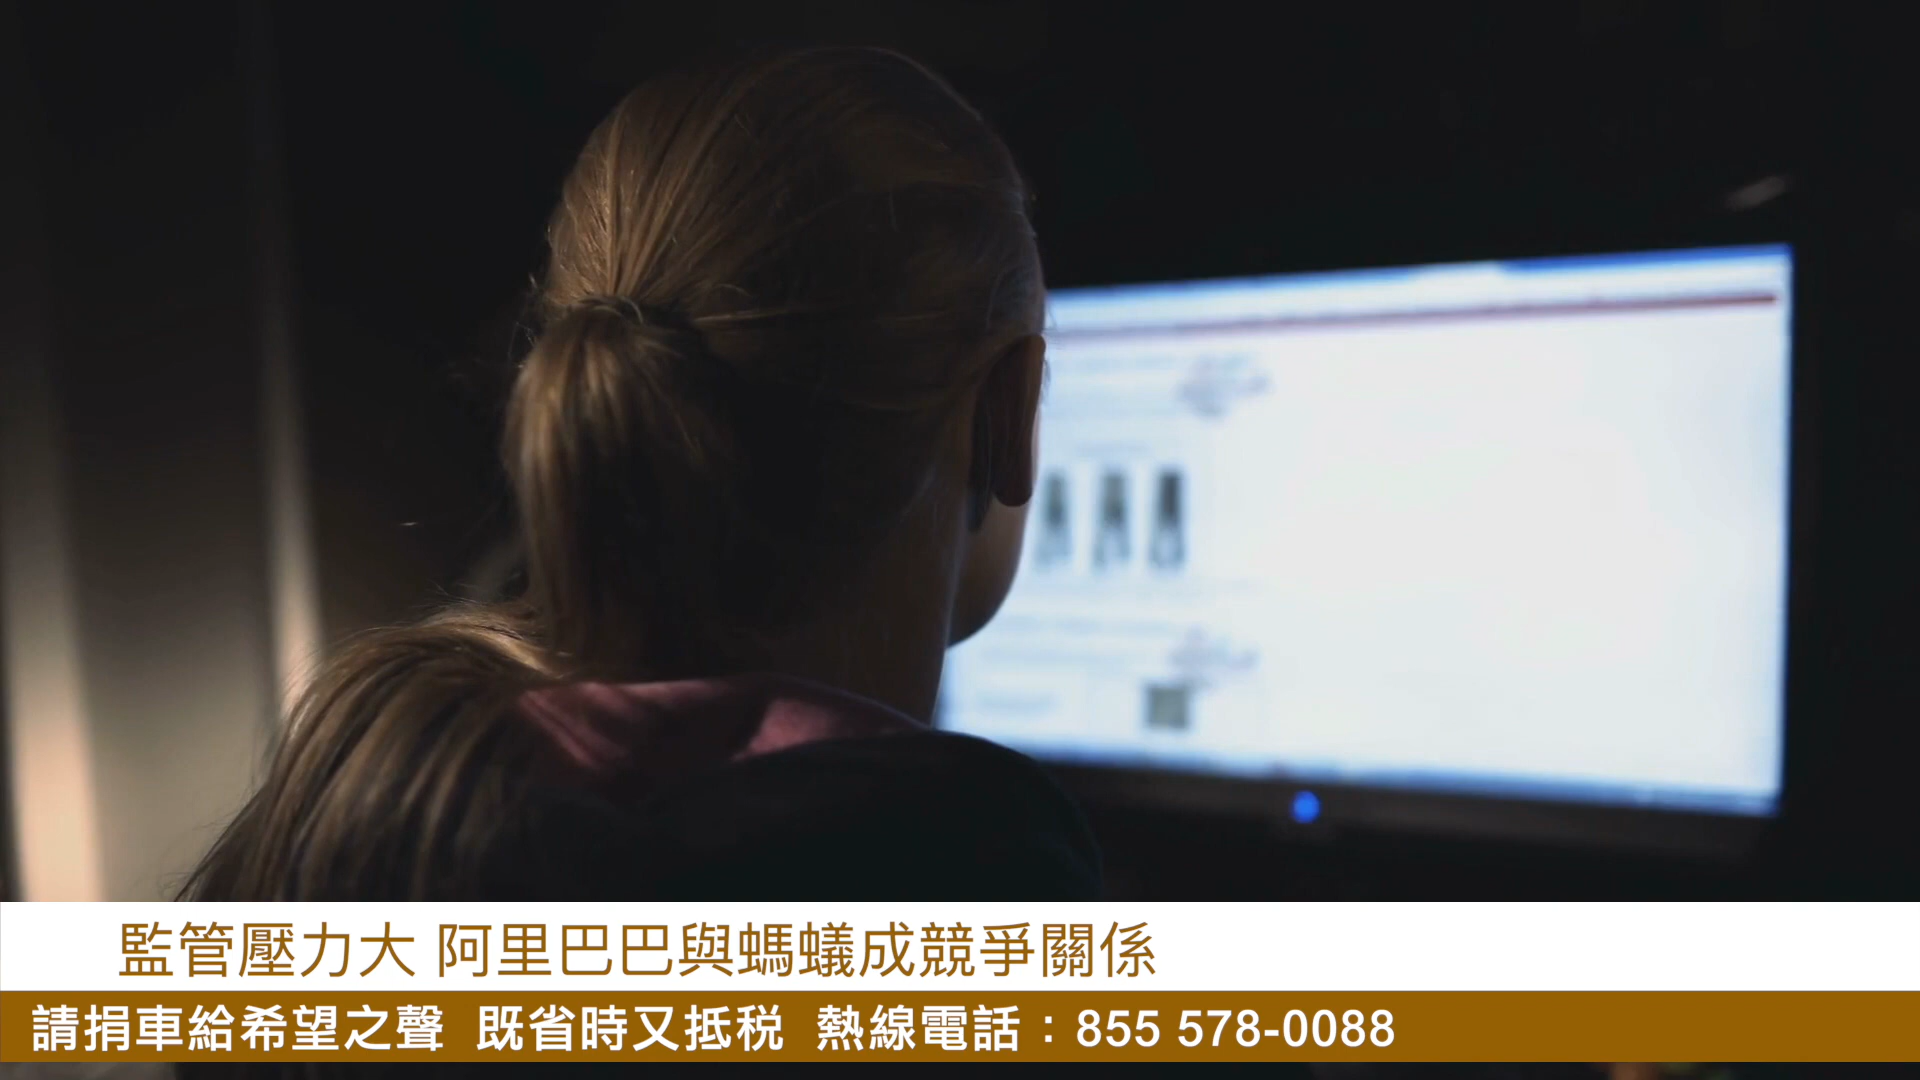 監管壓力大 阿里巴巴與螞蟻成競爭關係
請捐車給希望之聲 既省時又抵税 熱線電話：855 578-0088